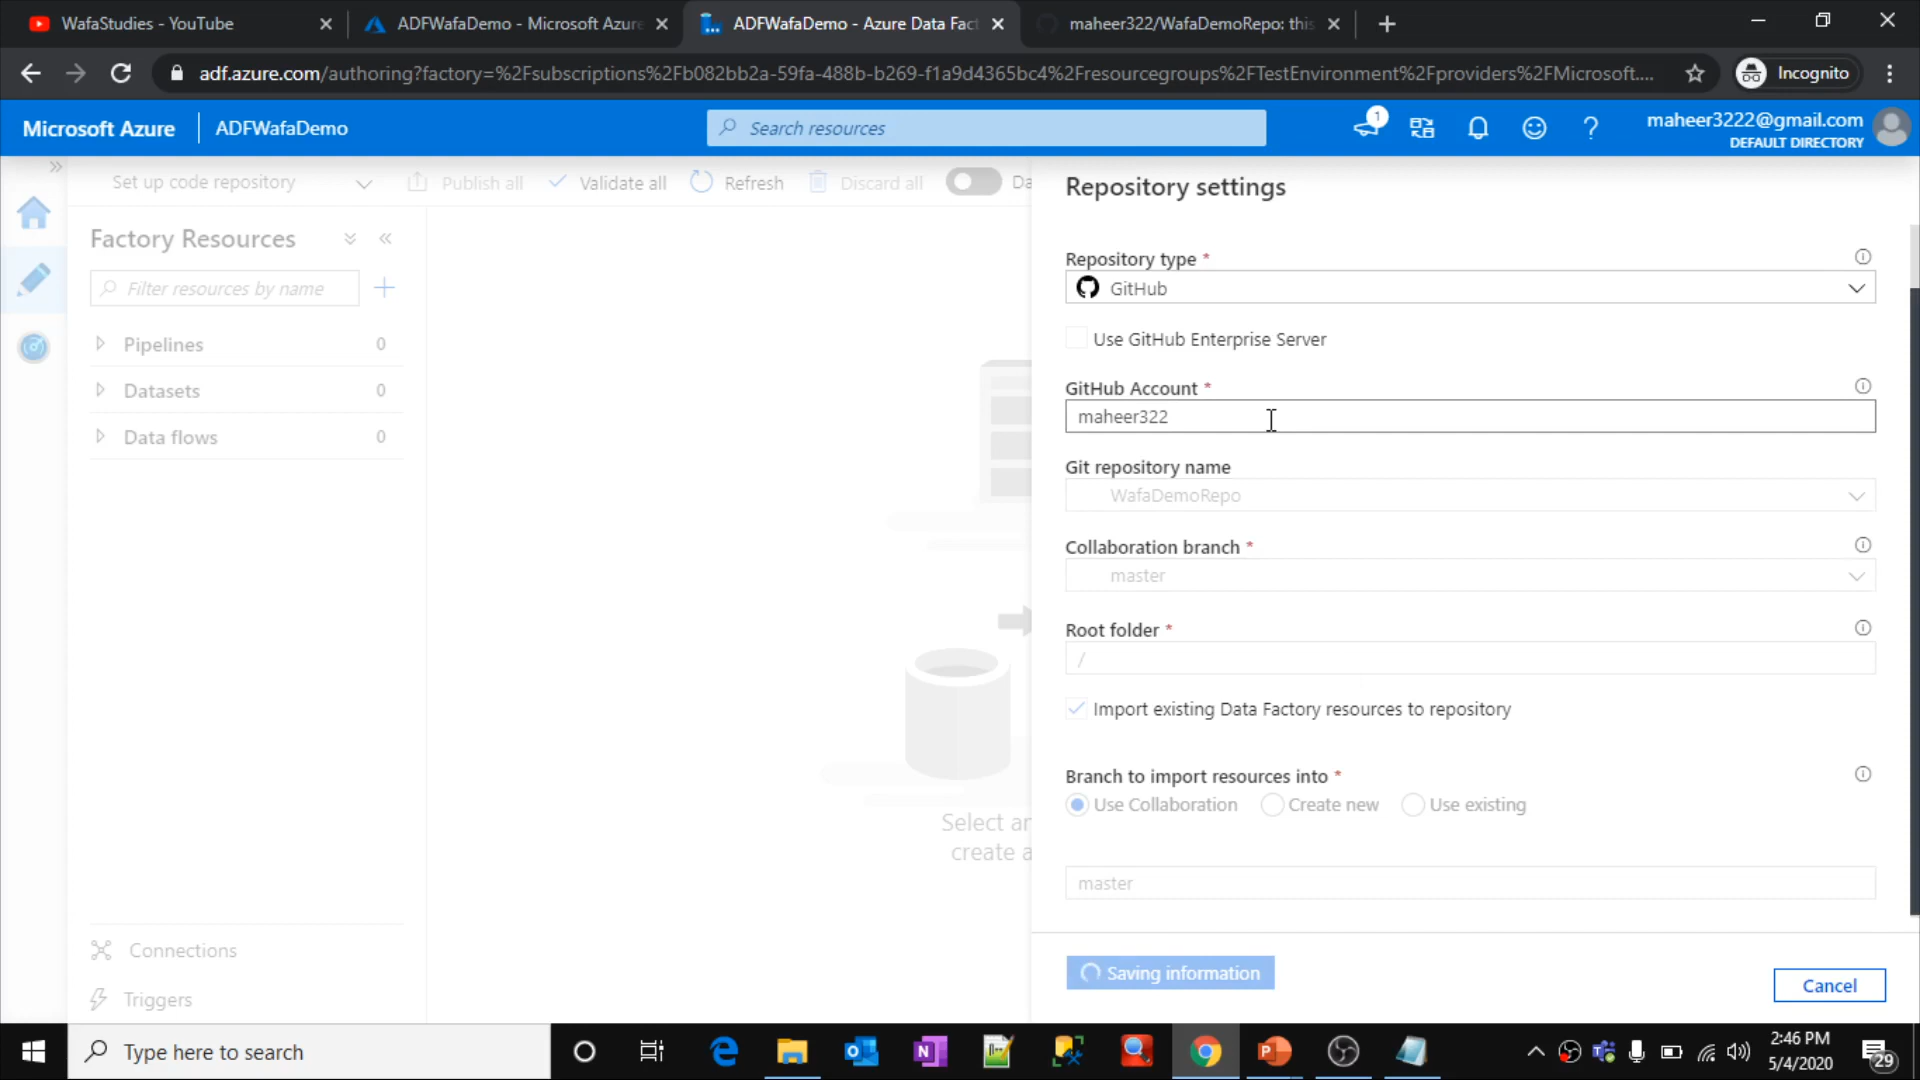 WafaStudies - YouTube
ADFWafaDemo - Microsoft Azure
ADFWafaDemo - Azure Data Fact
maheer322/WafaDemoRepo: this
adf.azure.com/authoring?factory=%2Fsubscriptions%2Fb082bb2a-59fa-488b-b269-f1a9d4365bc4%2Fresourcegroups%2FTestEnvironment%2Fproviders%2FMicrosoft....
Incognito
Microsoft Azure
ADFWafaDemo
Search resources
1
maheer3222@gmail.com
DEFAULT DIRECTORY
Set up code repository
Publish all
Validate all
Refresh
Discard all
Da
Factory Resources
Filter resources by name
Pipelines 0
Datasets 0
Data flows 0
Select an
create a
Connections
Triggers
Repository settings
Repository type *
GitHub
Use GitHub Enterprise Server
GitHub Account *
maheer322
Git repository name
WafaDemoRepo
Collaboration branch *
master
Root folder *
/
Import existing Data Factory resources to repository
Branch to import resources into *
Use Collaboration Create new Use existing
master
Saving information
Cancel
Type here to search
2:46 PM
5/4/2020
29